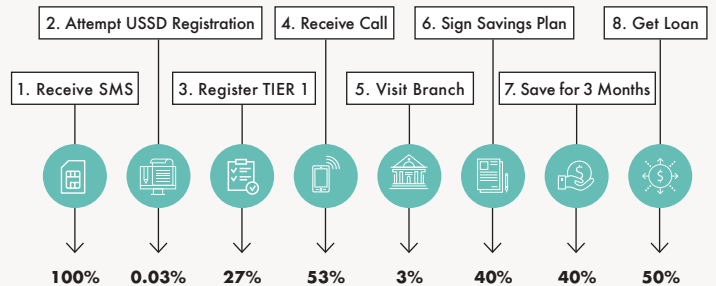 2. Attempt USSD Registration
4. Receive Call
6. Sign Savings Plan
8. Get Loan
1. Receive SMS
3. Register TIER 1
5. Visit Branch
7. Save for 3 Months
100%
0.03%
27%
53%
3%
40%
40%
50%